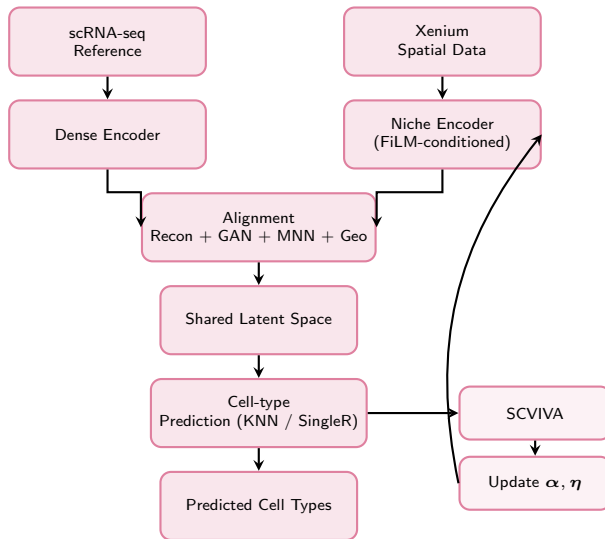 scRNA-seq
Reference
Xenium
Spatial Data
Dense Encoder
Niche Encoder
(FiLM-conditioned)
Alignment
Recon + GAN + MNN + Geo
Shared Latent Space
Cell-type
Prediction (KNN / SingleR)
SCVIVA
Update α, η
Predicted Cell Types